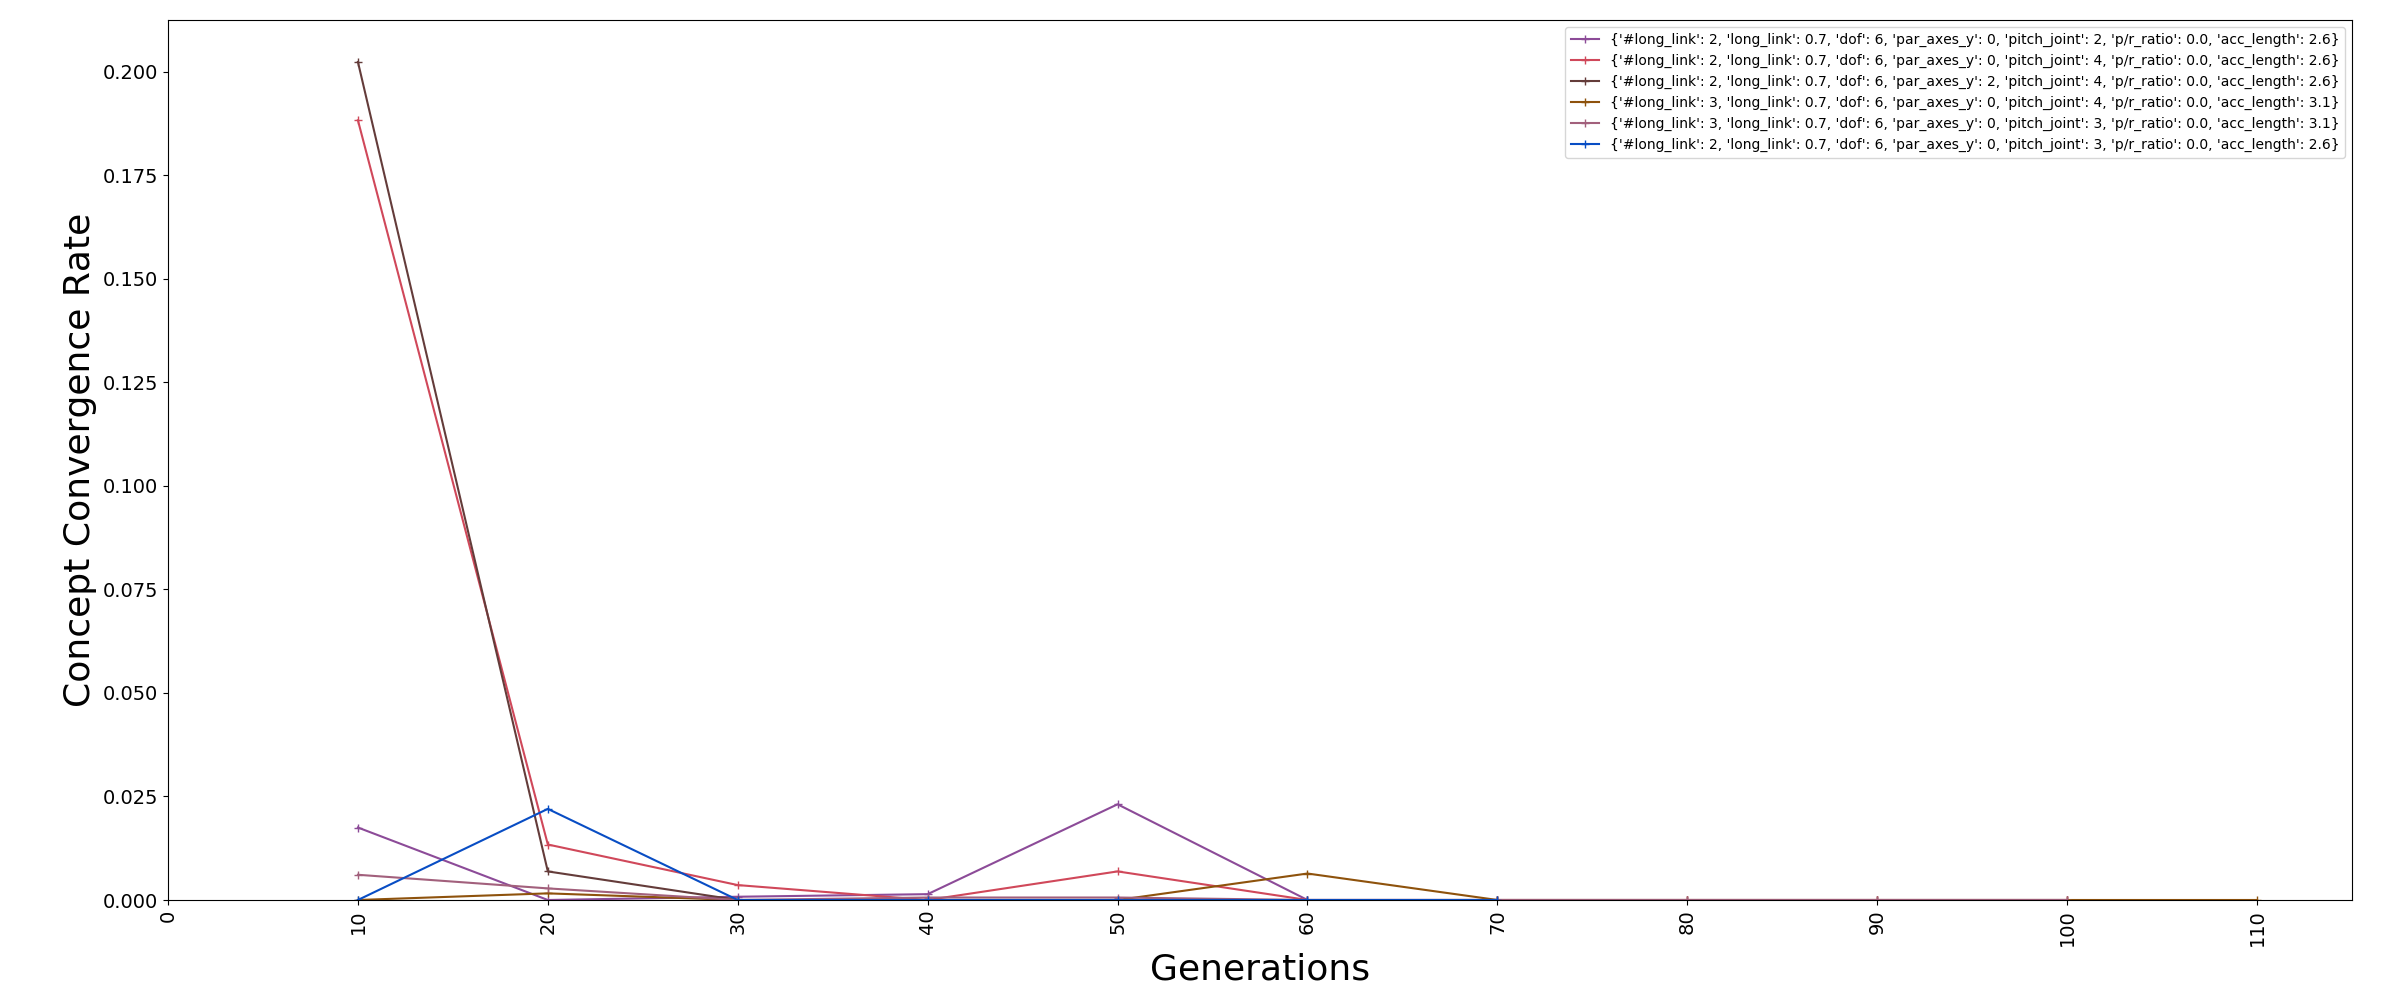 {'#long_link': 2, 'long_link': 0.7, 'dof': 6, 'par_axes_y': 0, 'pitch_joint': 2, 'p/r_ratio': 0.0, 'acc_length': 2.6}
{'#long_link': 2, 'long_link': 0.7, 'dof': 6, 'par_axes_y': 0, 'pitch_joint': 4, 'p/r_ratio': 0.0, 'acc_length': 2.6}
{'#long_link': 2, 'long_link': 0.7, 'dof': 6, 'par_axes_y': 2, 'pitch_joint': 4, 'p/r_ratio': 0.0, 'acc_length': 2.6}
{'#long_link': 3, 'long_link': 0.7, 'dof': 6, 'par_axes_y': 0, 'pitch_joint': 4, 'p/r_ratio': 0.0, 'acc_length': 3.1}
{'#long_link': 3, 'long_link': 0.7, 'dof': 6, 'par_axes_y': 0, 'pitch_joint': 3, 'p/r_ratio': 0.0, 'acc_length': 3.1}
{'#long_link': 2, 'long_link': 0.7, 'dof': 6, 'par_axes_y': 0, 'pitch_joint': 3, 'p/r_ratio': 0.0, 'acc_length': 2.6}
Concept Convergence Rate
0.200
0.175
0.150
0.125
0.100
0.075
0.050
0.025
0.000
0
10
20
30
40
50
60
70
80
90
100
110
Generations